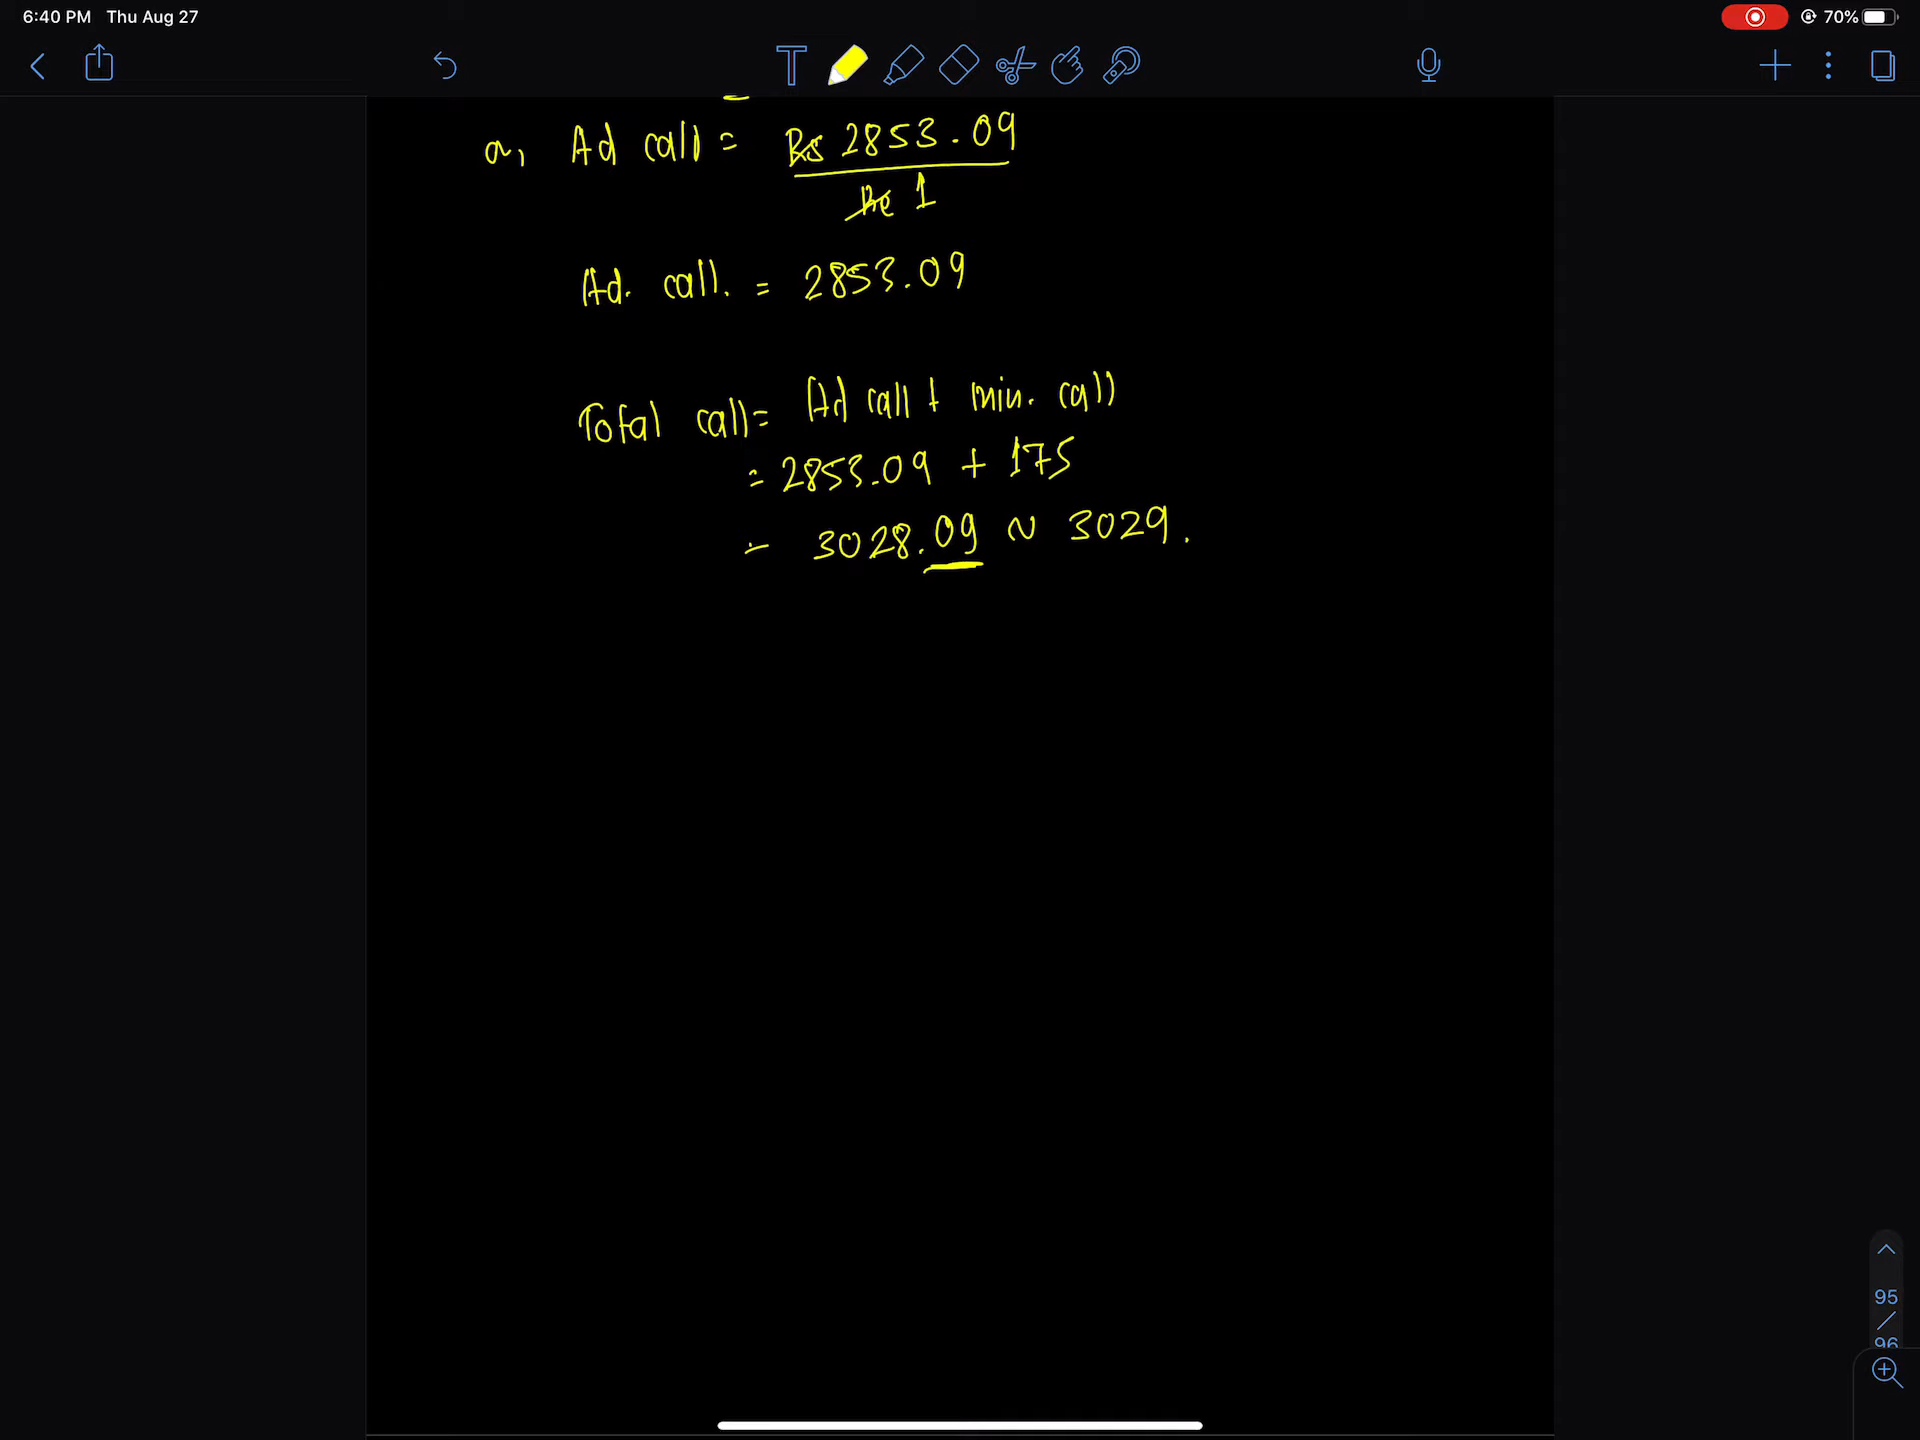 6:40 PM Thu Aug 27
70%
T
a, Ad call = Rs 2853.09
Re 1
Ad. call. = 2853.09
Total call = Ad call + min. call
= 2853.09 + 175
= 3028.09 ~ 3029.
95
/
96